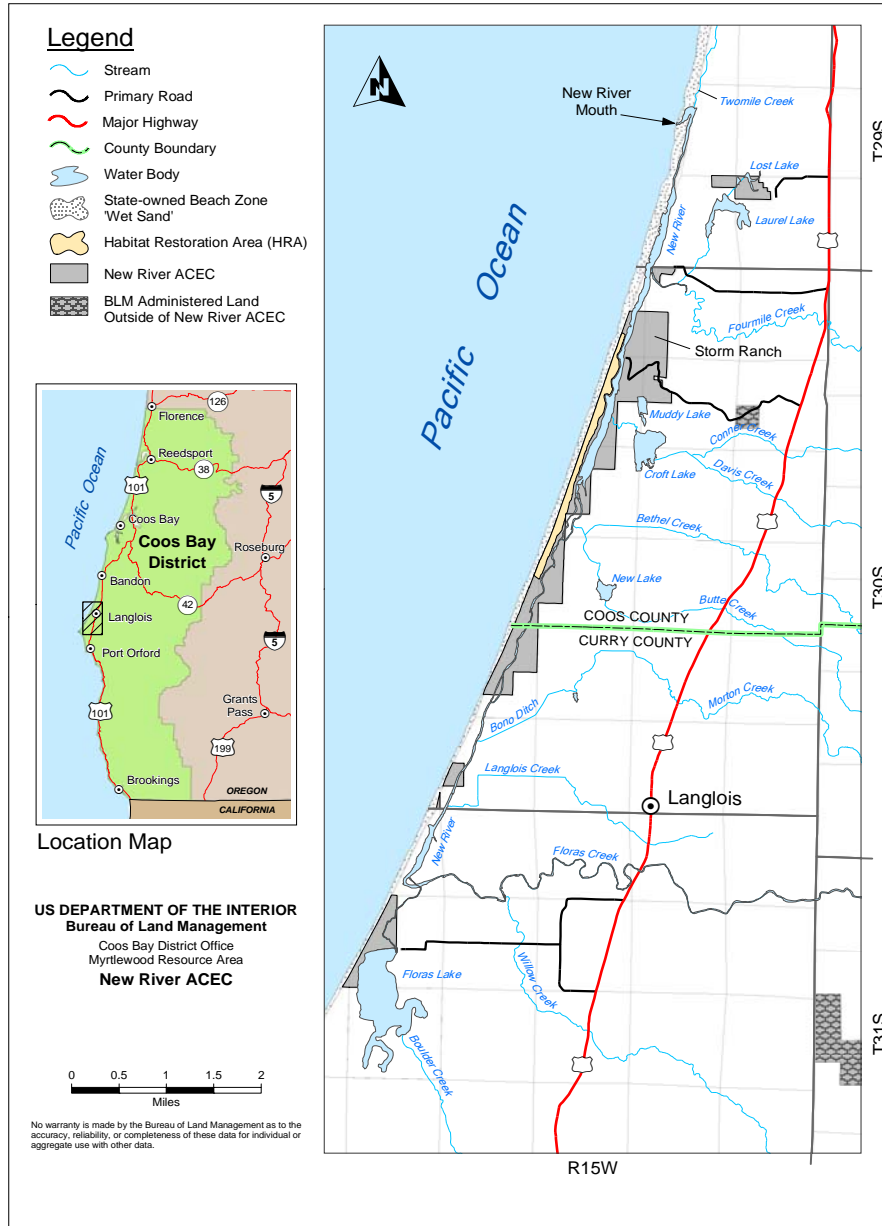 Legend
Stream
Primary Road
Major Highway
County Boundary
Water Body
State-owned Beach Zone
'Wet Sand'
Habitat Restoration Area (HRA)
New River ACEC
BLM Administered Land
Outside of New River ACEC
126
Florence
Reedsport
38
101
5
Pacific Ocean
Coos Bay
Coos Bay
District
Roseburg
Bandon
42
Langlois
5
Port Orford
Grants
Pass
101
199
Brookings
OREGON
CALIFORNIA
Location Map
US DEPARTMENT OF THE INTERIOR
Bureau of Land Management
Coos Bay District Office
Myrtlewood Resource Area
New River ACEC
0 0.5 1 1.5 2
Miles
No warranty is made by the Bureau of Land Management as to the
accuracy, reliability, or completeness of these data for individual or
aggregate use with other data.
N
New River
Mouth
Twomile Creek
T29S
Lost Lake
Laurel Lake
New River
Pacific Ocean
Fourmile Creek
Storm Ranch
Muddy Lake
Conner Creek
Croft Lake
Davis Creek
Bethel Creek
New Lake
T30S
Butte Creek
COOS COUNTY
CURRY COUNTY
Morton Creek
Bono Ditch
Langlois Creek
Langlois
New River
Floras Creek
Willow Creek
Floras Lake
T31S
Boulder Creek
R15W